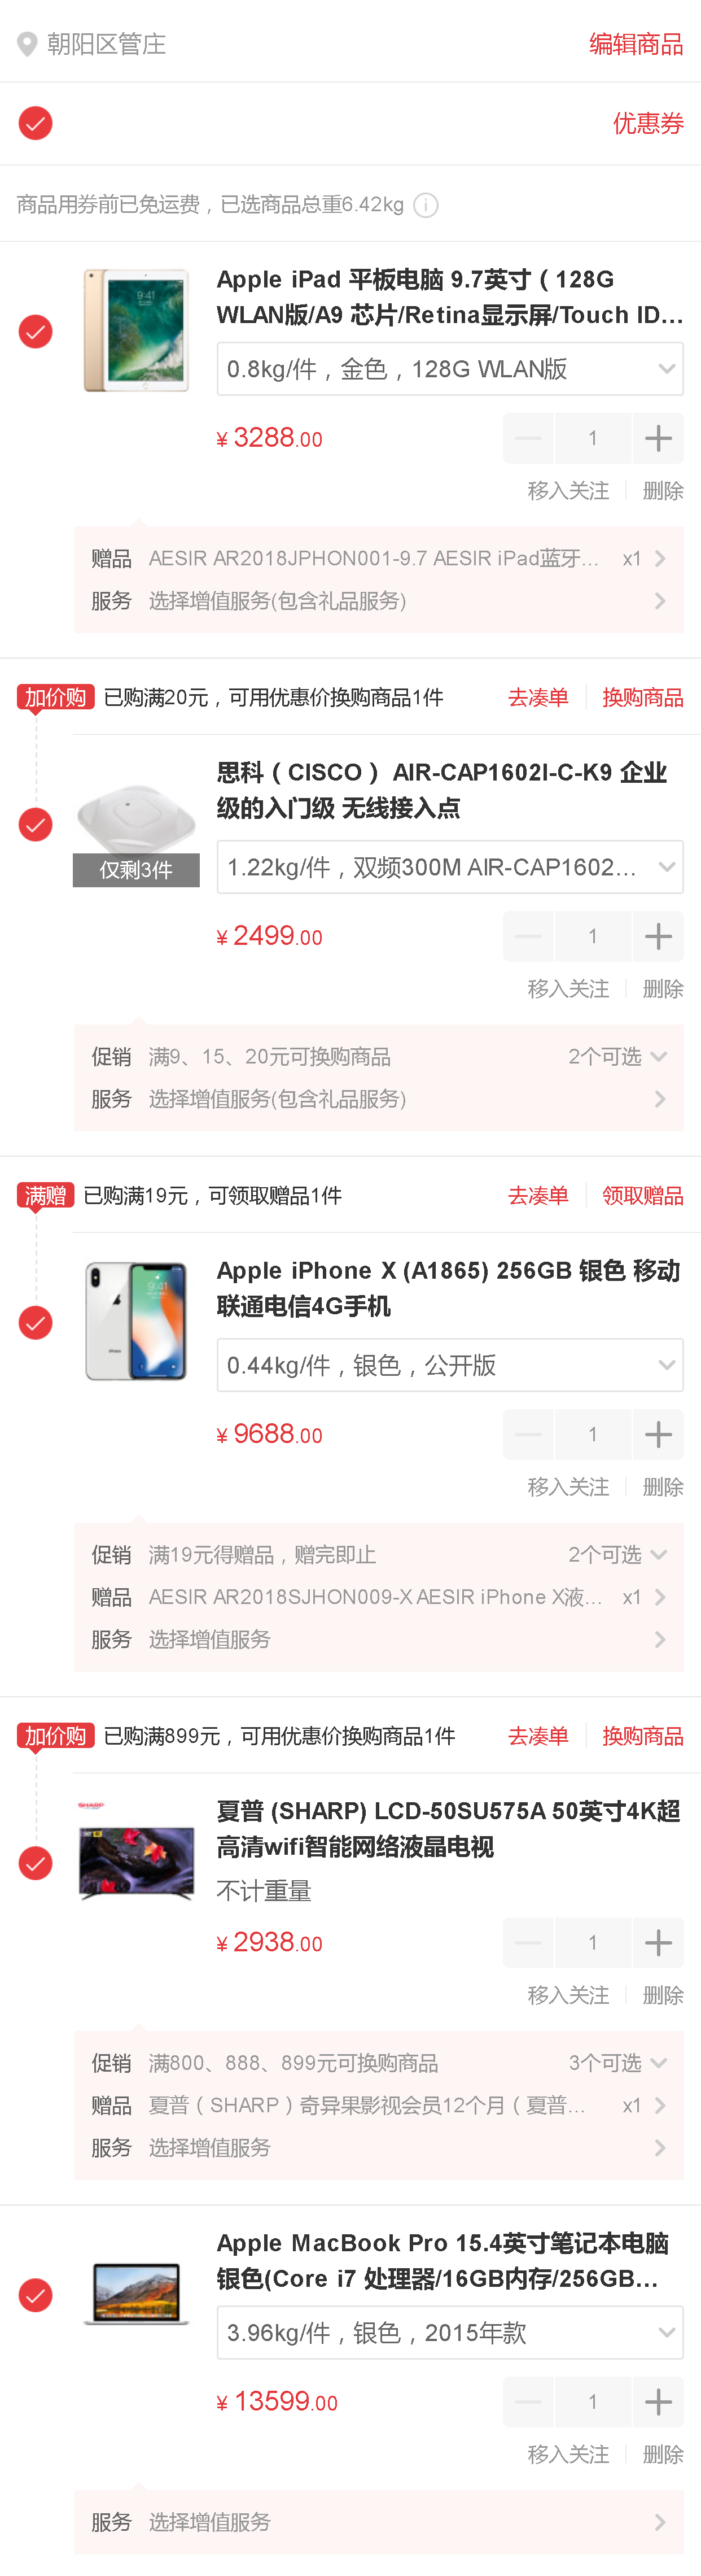 朝阳区管庄 编辑商品
优惠券
商品用券前已免运费，已选商品总重6.42kg
Apple iPad 平板电脑 9.7英寸（128G
WLAN版/A9 芯片/Retina显示屏/Touch ID...
0.8kg/件，金色，128G WLAN版
¥ 3288.00 1
移入关注 删除
赠品 AESIR AR2018JPHON001-9.7 AESIR iPad蓝牙... x1
服务 选择增值服务(包含礼品服务)
加价购 已购满20元，可用优惠价换购商品1件 去凑单 换购商品
思科（CISCO） AIR-CAP1602I-C-K9 企业
级的入门级 无线接入点
仅剩3件
1.22kg/件，双频300M AIR-CAP1602...
¥ 2499.00 1
移入关注 删除
促销 满9、15、20元可换购商品 2个可选
服务 选择增值服务(包含礼品服务)
满赠 已购满19元，可领取赠品1件 去凑单 领取赠品
Apple iPhone X (A1865) 256GB 银色 移动
联通电信4G手机
0.44kg/件，银色，公开版
¥ 9688.00 1
移入关注 删除
促销 满19元得赠品，赠完即止 2个可选
赠品 AESIR AR2018SJHON009-X AESIR iPhone X液... x1
服务 选择增值服务
加价购 已购满899元，可用优惠价换购商品1件 去凑单 换购商品
SHARP
夏普 (SHARP) LCD-50SU575A 50英寸4K超
高清wifi智能网络液晶电视
不计重量
¥ 2938.00 1
移入关注 删除
促销 满800、888、899元可换购商品 3个可选
赠品 夏普（SHARP）奇异果影视会员12个月（夏普... x1
服务 选择增值服务
Apple MacBook Pro 15.4英寸笔记本电脑
银色(Core i7 处理器/16GB内存/256GB...
3.96kg/件，银色，2015年款
¥ 13599.00 1
移入关注 删除
服务 选择增值服务